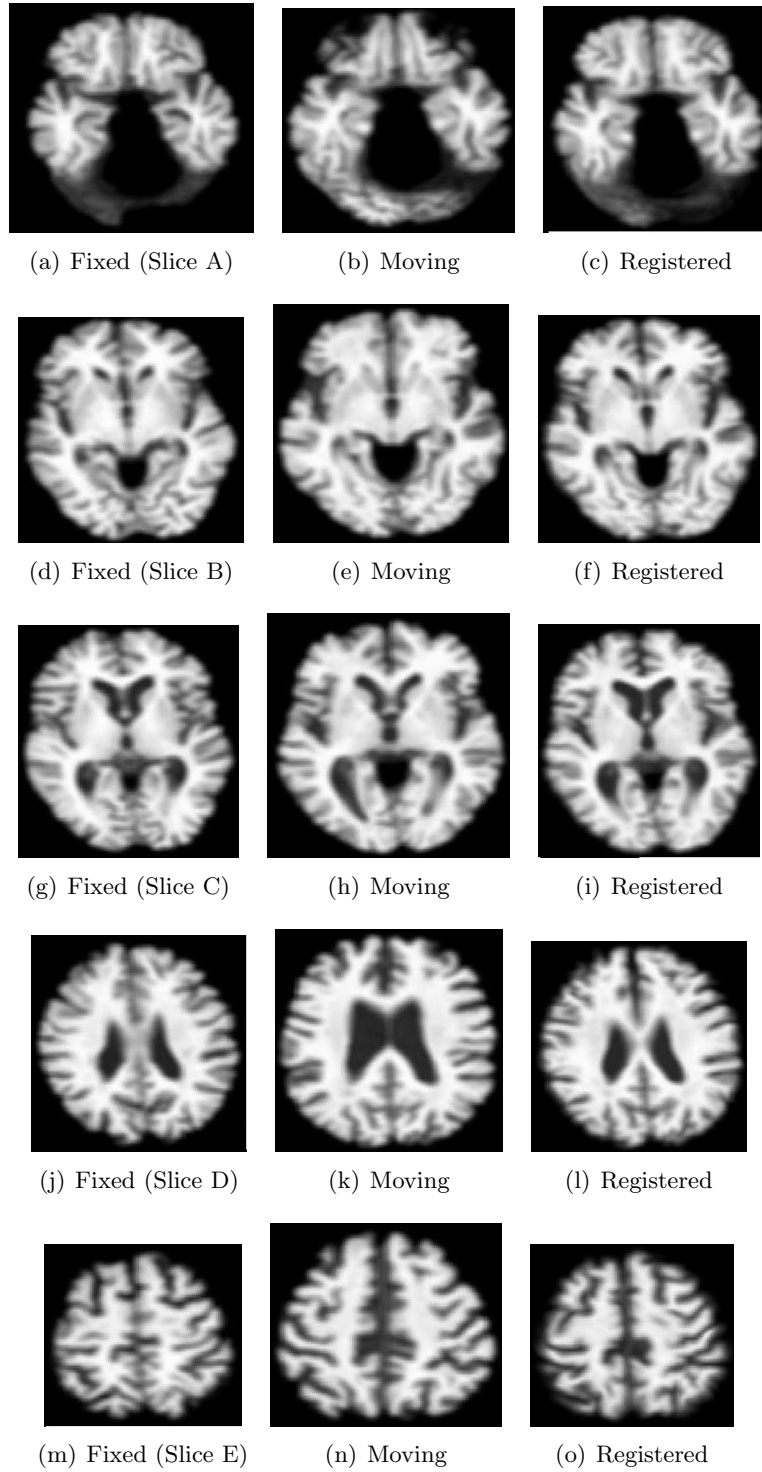 (a) Fixed (Slice A)
(b) Moving
(c) Registered
(d) Fixed (Slice B)
(e) Moving
(f) Registered
(g) Fixed (Slice C)
(h) Moving
(i) Registered
(j) Fixed (Slice D)
(k) Moving
(l) Registered
(m) Fixed (Slice E)
(n) Moving
(o) Registered